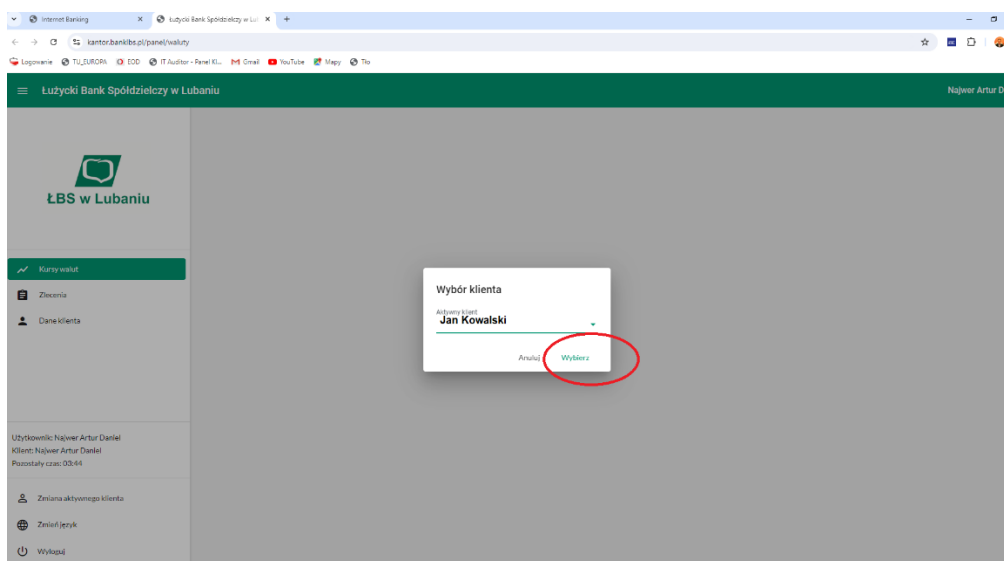 Internet Banking
Łużycki Bank Spółdzielczy w Lu
kantor.banklbs.pl/panel/waluty
Logowanie
TU_EUROPA
EOD
IT Auditor - Panel Kl...
Gmail
YouTube
Mapy
Tło
Łużycki Bank Spółdzielczy w Lubaniu
Najwer Artur D
ŁBS w Lubaniu
Kursy walut
Zlecenia
Dane klienta
Wybór klienta
Aktywny klient
Jan Kowalski
Anuluj
Wybierz
Użytkownik: Najwer Artur Daniel
Klient: Najwer Artur Daniel
Pozostały czas: 03:44
Zmiana aktywnego klienta
Zmień język
Wyloguj